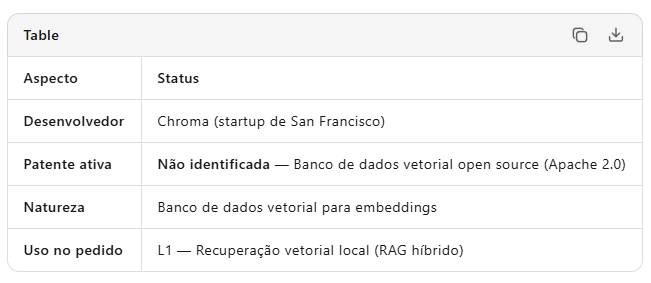 Table
Aspecto Status
Desenvolvedor Chroma (startup de San Francisco)
Patente ativa Não identificada — Banco de dados vetorial open source (Apache 2.0)
Natureza Banco de dados vetorial para embeddings
Uso no pedido L1 — Recuperação vetorial local (RAG híbrido)